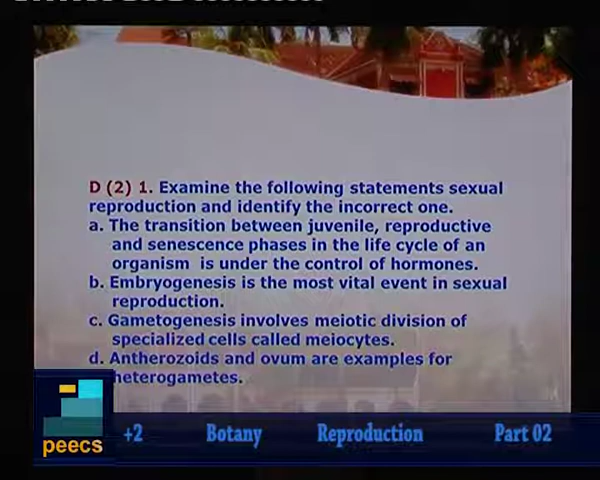 D (2) 1. Examine the following statements sexual
reproduction and identify the incorrect one.
a. The transition between juvenile, reproductive
and senescence phases in the life cycle of an
organism is under the control of hormones.
b. Embryogenesis is the most vital event in sexual
reproduction.
c. Gametogenesis involves meiotic division of
specialized cells called meiocytes.
d. Antherozoids and ovum are examples for
heterogametes.
peecs
+2 Botany Reproduction Part 02